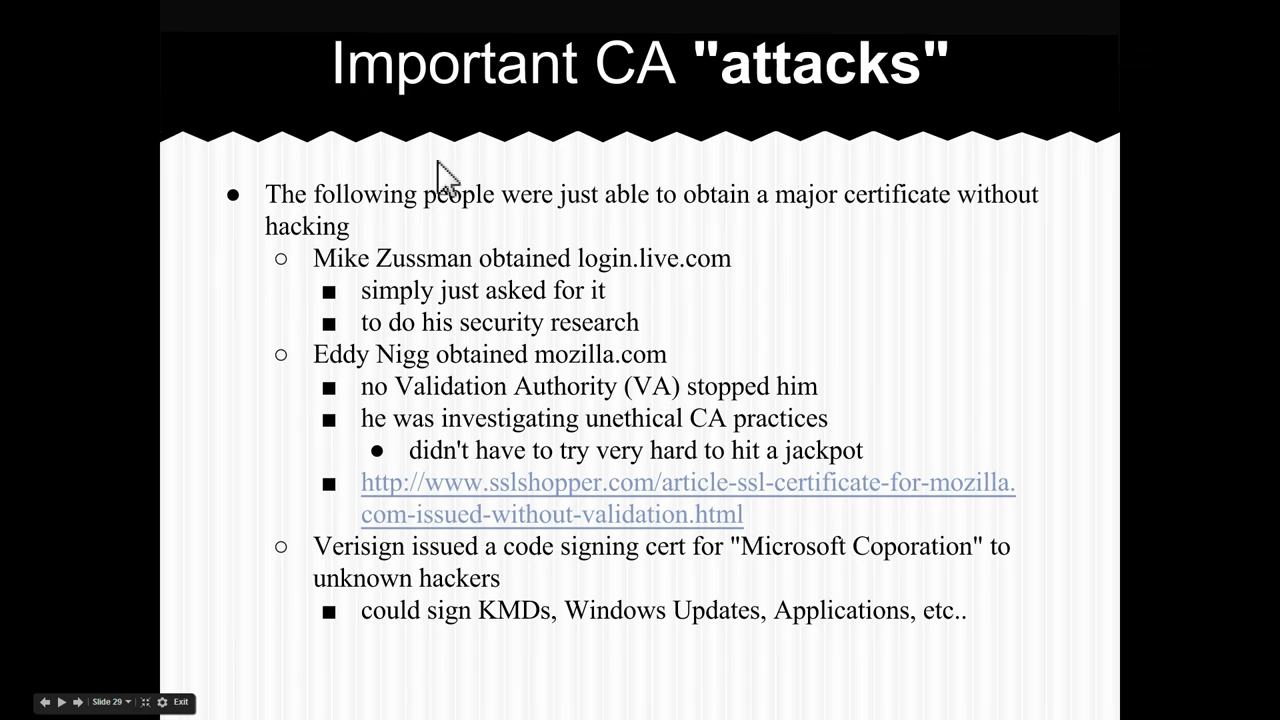 Important CA "attacks"
● The following people were just able to obtain a major certificate without
hacking
○ Mike Zussman obtained login.live.com
■ simply just asked for it
■ to do his security research
○ Eddy Nigg obtained mozilla.com
■ no Validation Authority (VA) stopped him
■ he was investigating unethical CA practices
● didn't have to try very hard to hit a jackpot
■ http://www.sslshopper.com/article-ssl-certificate-for-mozilla.
com-issued-without-validation.html
○ Verisign issued a code signing cert for "Microsoft Coporation" to
unknown hackers
■ could sign KMDs, Windows Updates, Applications, etc..
Slide 29 Exit